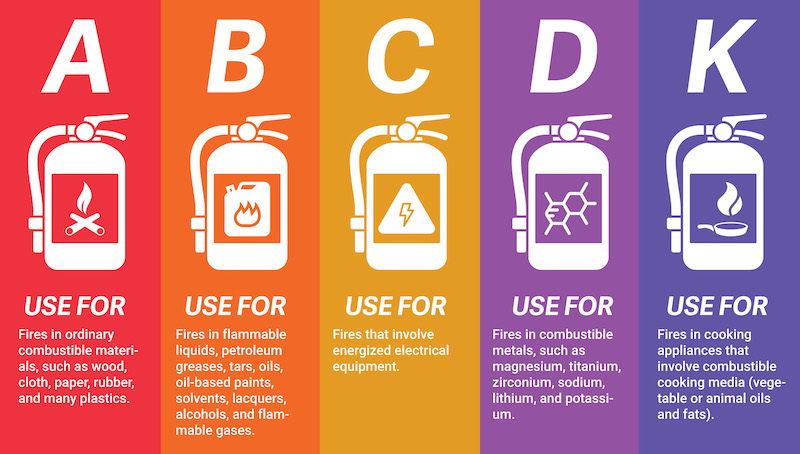 A
USE FOR
Fires in ordinary
combustible materi-
als, such as wood,
cloth, paper, rubber,
and many plastics.
B
USE FOR
Fires in flammable
liquids, petroleum
greases, tars, oils,
oil-based paints,
solvents, lacquers,
alcohols, and flam-
mable gases.
C
USE FOR
Fires that involve
energized electrical
equipment.
D
USE FOR
Fires in combustible
metals, such as
magnesium, titanium,
zirconium, sodium,
lithium, and potassi-
um.
K
USE FOR
Fires in cooking
appliances that
involve combustible
cooking media (vege-
table or animal oils
and fats).